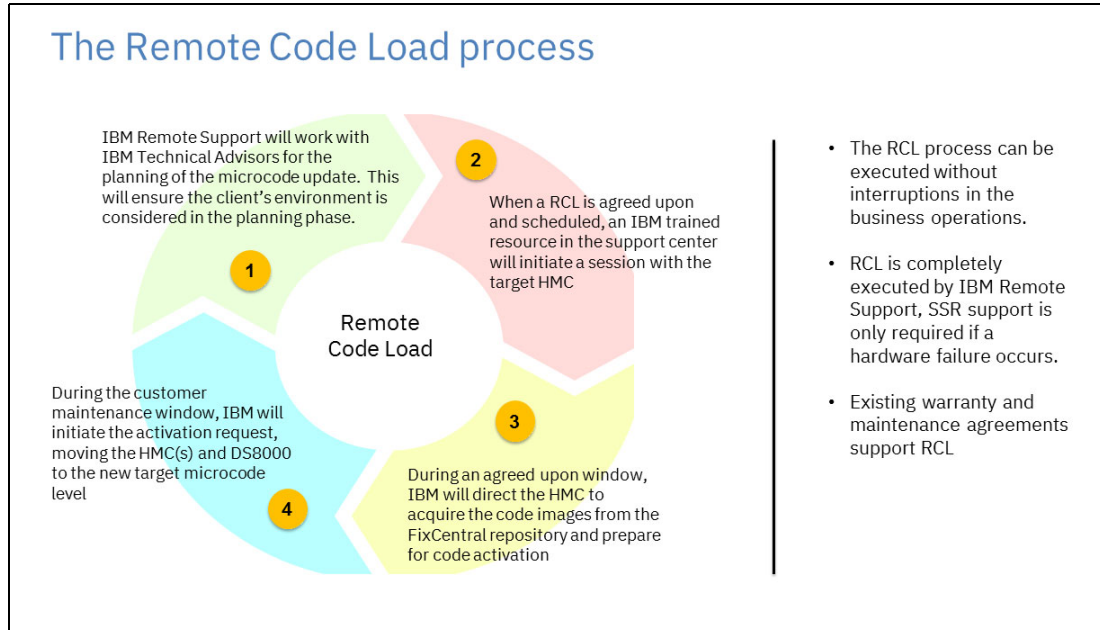 The Remote Code Load process
IBM Remote Support will work with
IBM Technical Advisors for the
planning of the microcode update.  This
will ensure the client's environment is
considered in the planning phase.
1
2
When a RCL is agreed upon
and scheduled, an IBM trained
resource in the support center
will initiate a session with the
target HMC
Remote
Code Load
3
During an agreed upon window,
IBM will direct the HMC to
acquire the code images from the
FixCentral repository and prepare
for code activation
During the customer
maintenance window, IBM will
initiate the activation request,
moving the HMC(s) and DS8000
to the new target microcode
level
4
• The RCL process can be
executed without
interruptions in the
business operations.
• RCL is completely
executed by IBM Remote
Support, SSR support is
only required if a
hardware failure occurs.
• Existing warranty and
maintenance agreements
support RCL